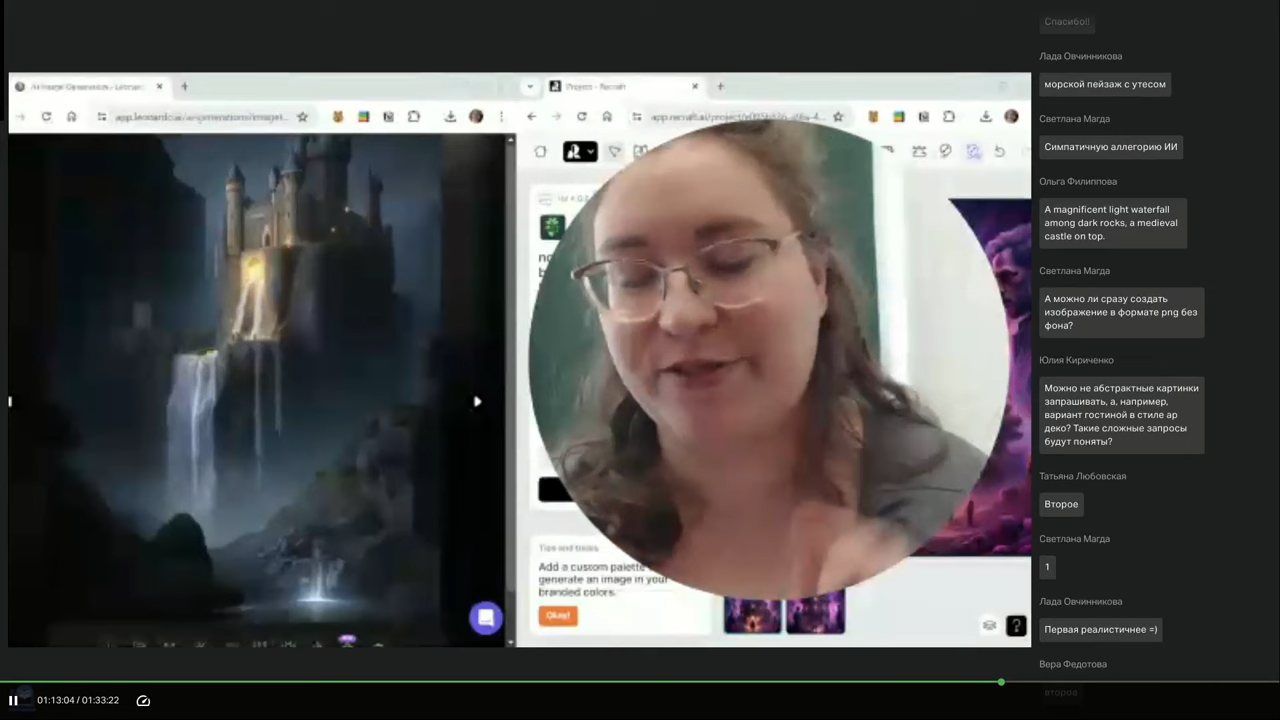 Спасибо!
Лада Овчинникова
морской пейзаж с утесом
Светлана Магда
Симпатичную аллегорию ИИ
Ольга Филиппова
A magnificent light waterfall
among dark rocks, a medieval
castle on top.
Светлана Магда
А можно ли сразу создать
изображение в формате png без
фона?
Юлия Кириченко
Можно не абстрактные картинки
запрашивать, а, например,
вариант гостиной в стиле ар
деко? Такие сложные запросы
будут поняты?
Татьяна Любовская
Второе
Светлана Магда
1
Лада Овчинникова
Первая реалистичнее =)
Вера Федотова
второе
Project - Recraft
Tips and tricks
Add a custom palette
generate an image in your
branded colors.
Okay!
01:13:04 / 01:33:22